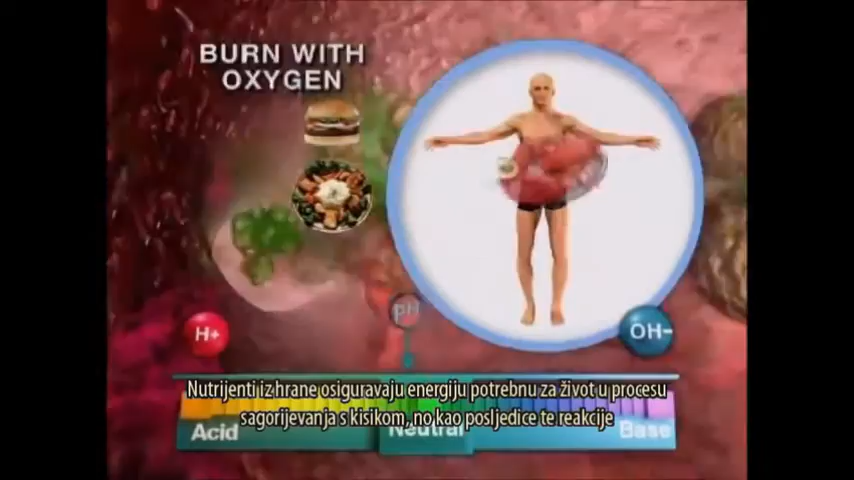 BURN WITH
OXYGEN
H+
pH
OH-
Nutrijenti iz hrane osiguravaju energiju potrebnu za život u procesu
sagorijevanja s kisikom, no kao posljedice te reakcije
Acid
Neutral
Base